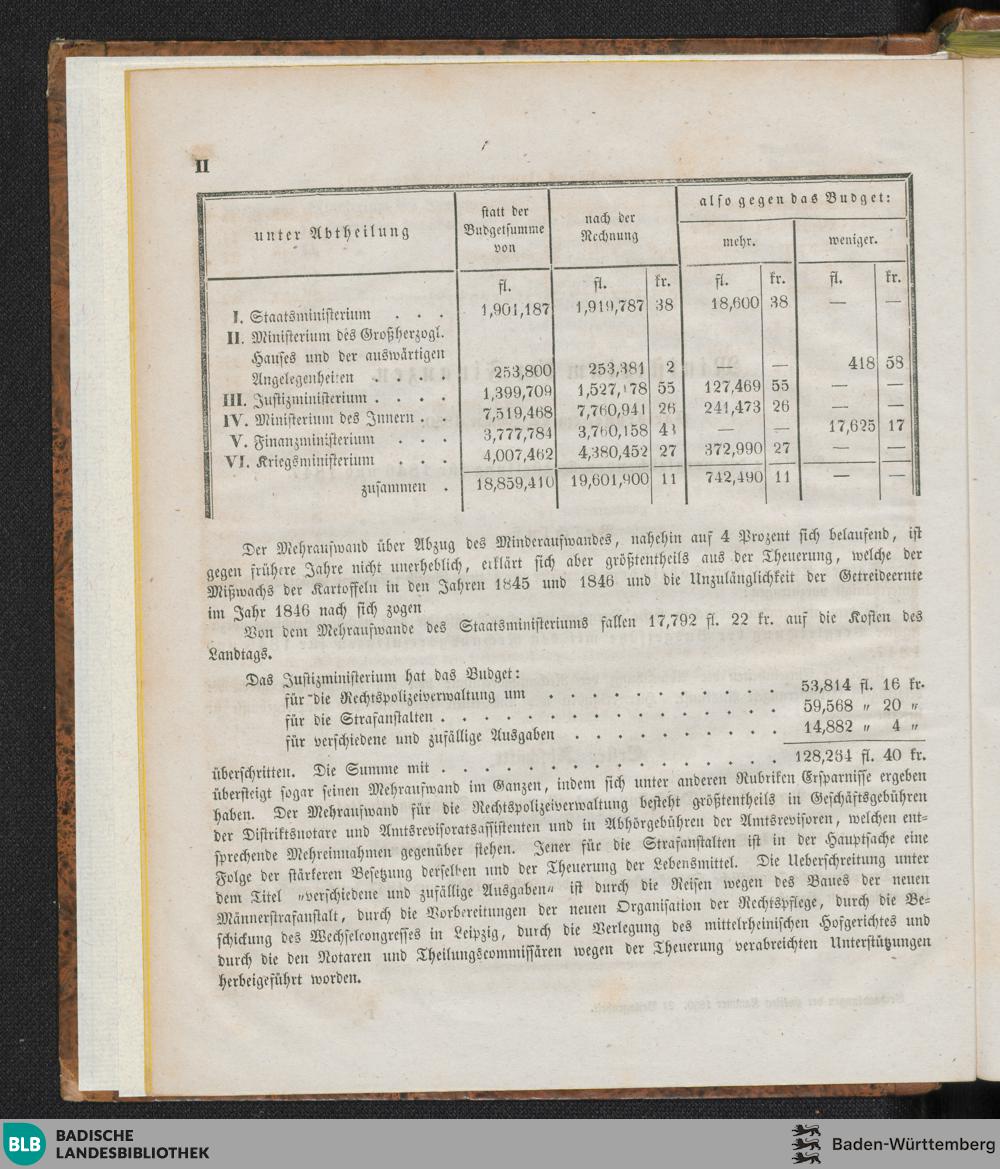 II
unter Abtheilung | statt der Budgetsumme von | nach der Rechnung | also gegen das Budget:
mehr. | weniger.
fl. | fl. | kr. | fl. | kr. | fl. | kr.
I. Staatsministerium . . . 1,901,187 | 1,919,787 | 38 | 18,600 | 38 | — | —
II. Ministerium des Großherzogl.
Hauses und der auswärtigen
Angelegenheiten . . . . 253,800 | 253,381 | 2 | — | — | 418 | 58
III. Justizministerium . . . . 1,399,709 | 1,527,178 | 55 | 127,469 | 55 | — | —
IV. Ministerium des Innern . . 7,519,468 | 7,760,941 | 26 | 241,473 | 26 | — | —
V. Finanzministerium . . . 3,777,784 | 3,760,158 | 43 | — | — | 17,625 | 17
VI. Kriegsministerium . . . 4,007,462 | 4,380,452 | 27 | 372,990 | 27 | — | —
zusammen . 18,859,410 | 19,601,900 | 11 | 742,490 | 11 | — | —
Der Mehraufwand über Abzug des Minderaufwandes, nahehin auf 4 Prozent sich belaufend, ist
gegen frühere Jahre nicht unerheblich, erklärt sich aber größtentheils aus der Theuerung, welche der
Mißwachs der Kartoffeln in den Jahren 1845 und 1846 und die Unzulänglichkeit der Getreideernte
im Jahr 1846 nach sich zogen
Von dem Mehraufwande des Staatsministeriums fallen 17,792 fl. 22 kr. auf die Kosten des
Landtags.
Das Justizministerium hat das Budget:
für die Rechtspolizeiverwaltung um . . . . . . . . . 53,814 fl. 16 kr.
für die Strafanstalten . . . . . . . . . . . . . . 59,568 „ 20 „
für verschiedene und zufällige Ausgaben . . . . . . . . . 14,882 „ 4 „
überschritten. Die Summe mit . . . . . . . . . . . . . . 128,264 fl. 40 kr.
übersteigt sogar seinen Mehraufwand im Ganzen, indem sich unter anderen Rubriken Ersparnisse ergeben
haben. Der Mehraufwand für die Rechtspolizeiverwaltung besteht größtentheils in Geschäftsgebühren
der Distriktsnotare und Amtsrevisoratsassistenten und in Abhörgebühren der Amtsrevisoren, welchen ent-
sprechende Mehreinnahmen gegenüber stehen. Jener für die Strafanstalten ist in der Hauptsache eine
Folge der stärkeren Besetzung derselben und der Theuerung der Lebensmittel. Die Ueberschreitung unter
dem Titel „verschiedene und zufällige Ausgaben“ ist durch die Reisen wegen des Baues der neuen
Männerstrafanstalt, durch die Vorbereitungen der neuen Organisation der Rechtspflege, durch die Be-
schickung des Wechselcongresses in Leipzig, durch die Verlegung des mittelrheinischen Hofgerichtes und
durch die den Notaren und Theilungscommissären wegen der Theuerung verabreichten Unterstützungen
herbeigeführt worden.
BLB BADISCHE
LANDESBIBLIOTHEK
Baden-Württemberg